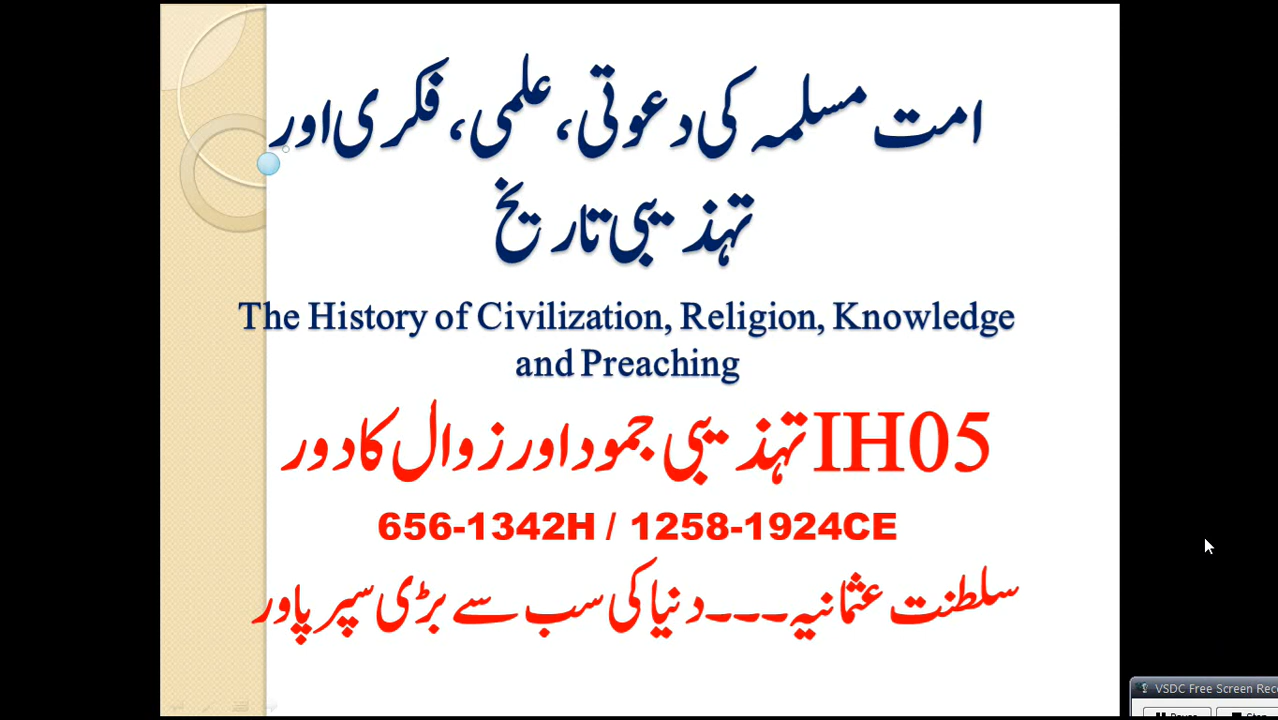 امت مسلمہ کی دعوتی، علمی، فکری اور
تہذیبی تاریخ
The History of Civilization, Religion, Knowledge
and Preaching
IH05 تہذیبی جمود اور زوال کا دور
656-1342H / 1258-1924CE
سلطنت عثمانیہ۔۔۔دنیا کی سب سے بڑی سپر پاور
VSDC Free Screen Rec
Pause
Stop